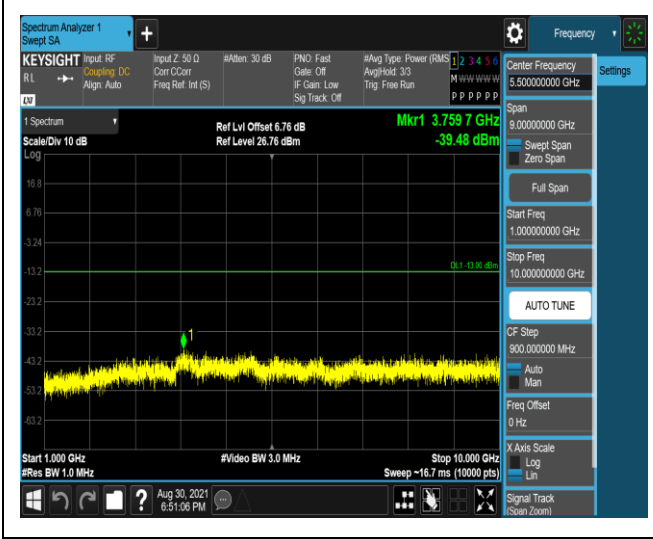 Spectrum Analyzer 1
Swept SA
+
Frequency
KEYSIGHT
RL
LXI
Input: RF
Coupling: DC
Align: Auto
Input Z: 50 Ω
Corr CCorr
Freq Ref: Int (S)
#Atten: 30 dB
PNO: Fast
Gate: Off
IF Gain: Low
Sig Track: Off
#Avg Type: Power (RMS
Avg|Hold: 3/3
Trig: Free Run
1 2 3 4 5 6
M W W W W W
P P P P P P
1 Spectrum
Scale/Div 10 dB
Ref Lvl Offset 6.76 dB
Ref Level 26.76 dBm
Mkr1 3.759 7 GHz
-39.48 dBm
Log
16.8
6.76
-3.24
-13.2
DL1 -13.00 dBm
-23.2
-33.2
1
-43.2
-53.2
-63.2
Start 1.000 GHz
#Video BW 3.0 MHz
Stop 10.000 GHz
#Res BW 1.0 MHz
Sweep ~16.7 ms (10000 pts)
?
Aug 30, 2021
6:51:06 PM
Center Frequency
5.500000000 GHz
Settings
Span
9.00000000 GHz
Swept Span
Zero Span
Full Span
Start Freq
1.000000000 GHz
Stop Freq
10.000000000 GHz
AUTO TUNE
CF Step
900.000000 MHz
Auto
Man
Freq Offset
0 Hz
X Axis Scale
Log
Lin
Signal Track
(Span Zoom)